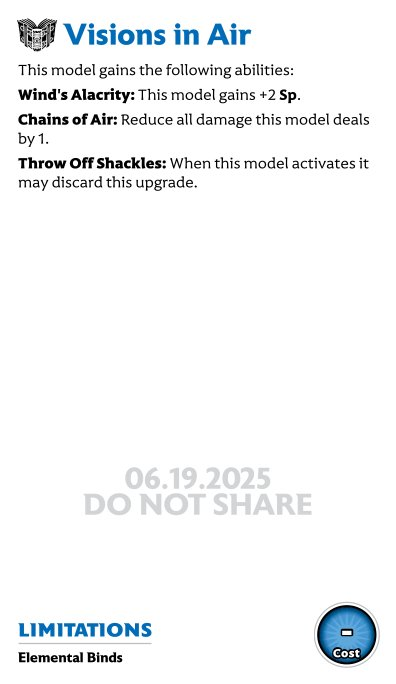 Visions in Air
This model gains the following abilities:
Wind's Alacrity: This model gains +2 Sp.
Chains of Air: Reduce all damage this model deals
by 1.
Throw Off Shackles: When this model activates it
may discard this upgrade.
06.19.2025
DO NOT SHARE
LIMITATIONS
Elemental Binds
-
Cost